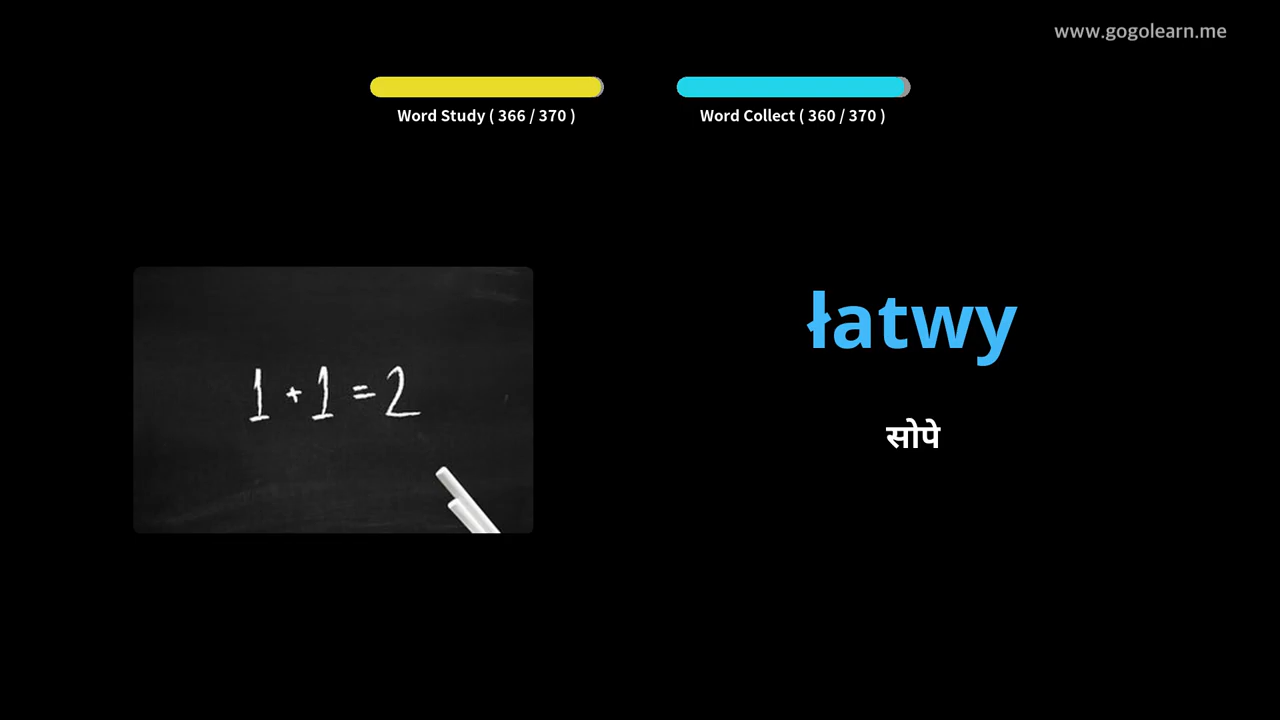 www.gogolearn.me
Word Study ( 366 / 370 )
Word Collect ( 360 / 370 )
1 + 1 = 2
łatwy
सोपे